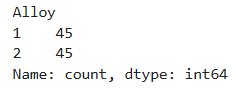 Alloy
1    45
2    45
Name: count, dtype: int64